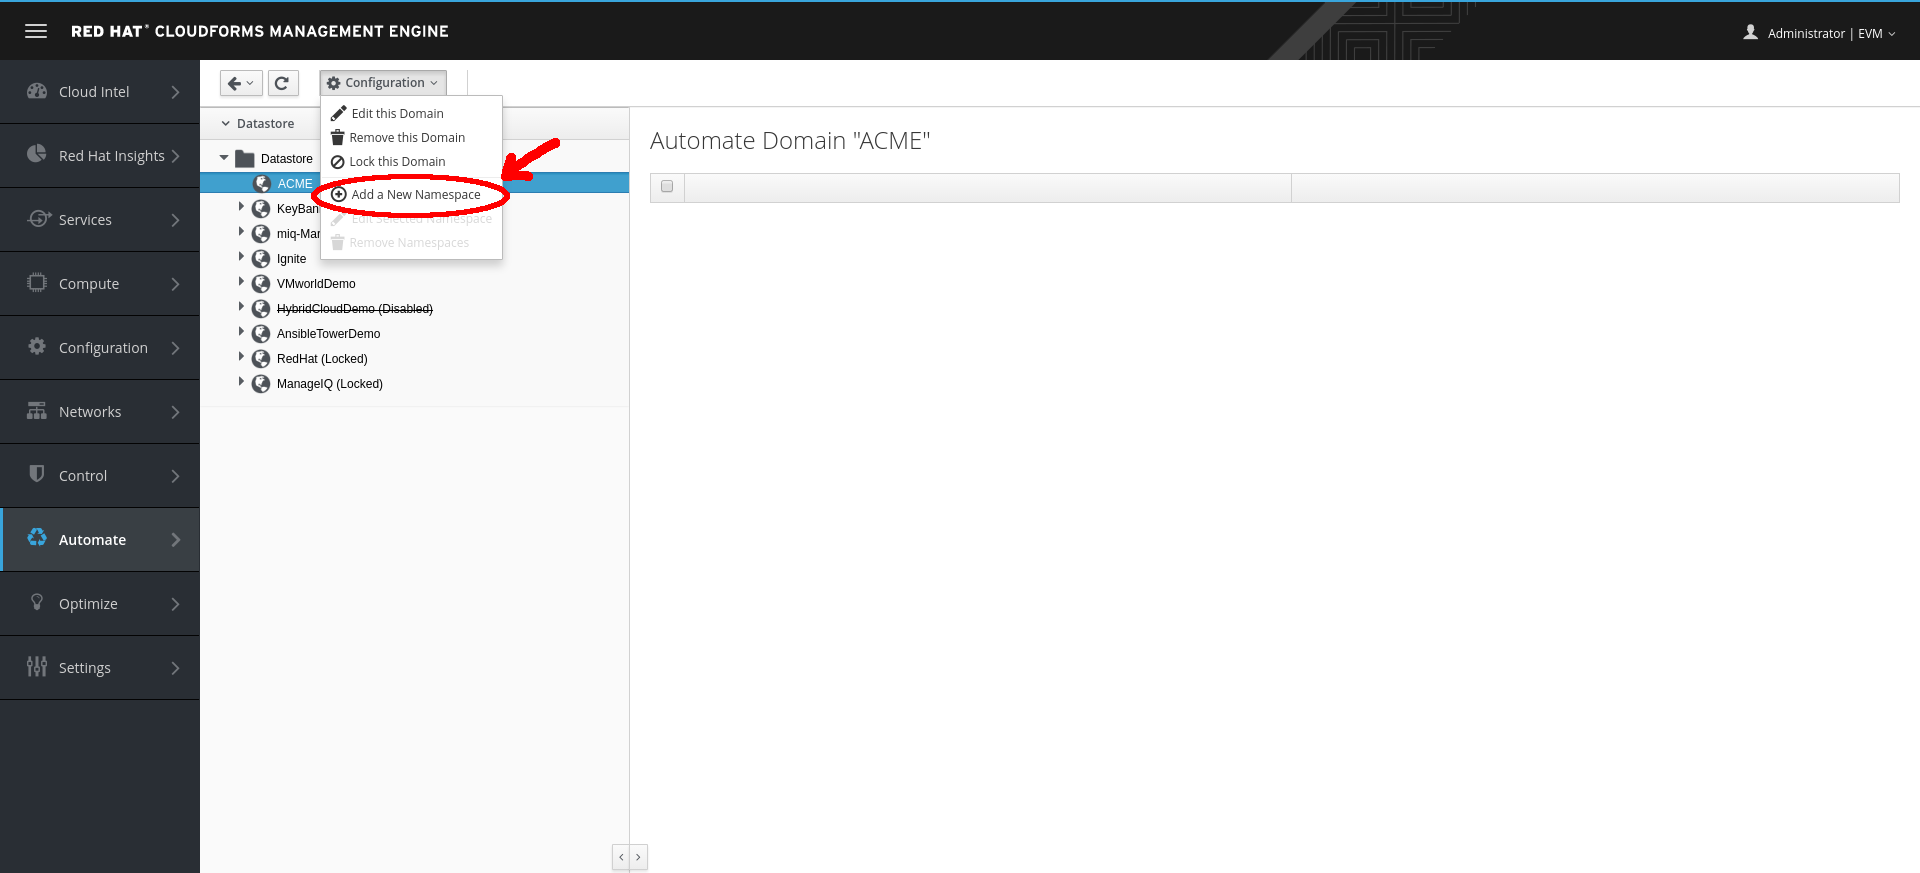 RED HAT® CLOUDFORMS MANAGEMENT ENGINE
Administrator | EVM
Cloud Intel
Red Hat Insights
Services
Compute
Configuration
Networks
Control
Automate
Optimize
Settings
Configuration
Edit this Domain
Remove this Domain
Lock this Domain
Add a New Namespace
Edit Selected Namespace
Remove Namespaces
Datastore
Datastore
ACME
KeyBan
miq-Mar
Ignite
VMworldDemo
HybridCloudDemo (Disabled)
AnsibleTowerDemo
RedHat (Locked)
ManageIQ (Locked)
Automate Domain "ACME"